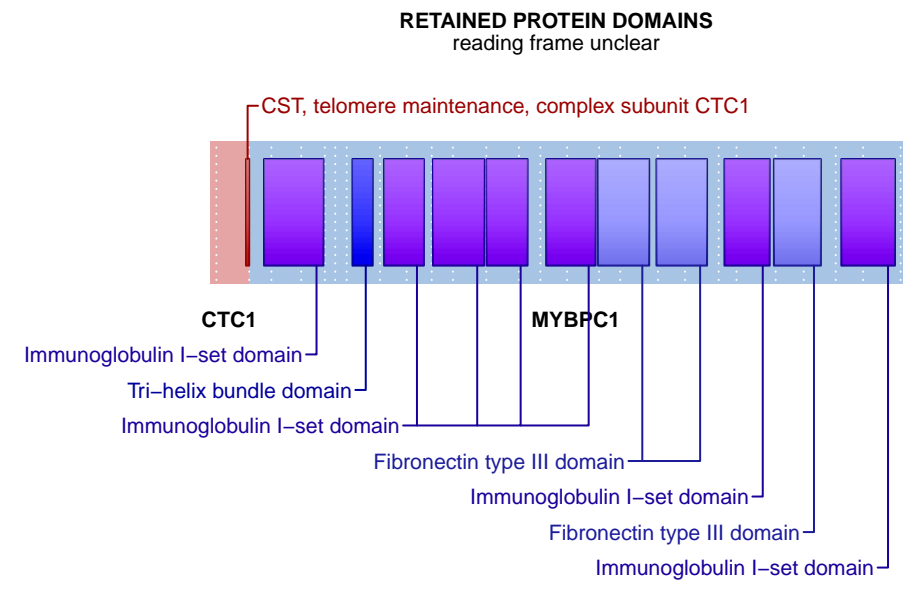 RETAINED PROTEIN DOMAINS
reading frame unclear
CST, telomere maintenance, complex subunit CTC1
CTC1
MYBPC1
Immunoglobulin I−set domain
Tri−helix bundle domain
Immunoglobulin I−set domain
Fibronectin type III domain
Immunoglobulin I−set domain
Fibronectin type III domain
Immunoglobulin I−set domain